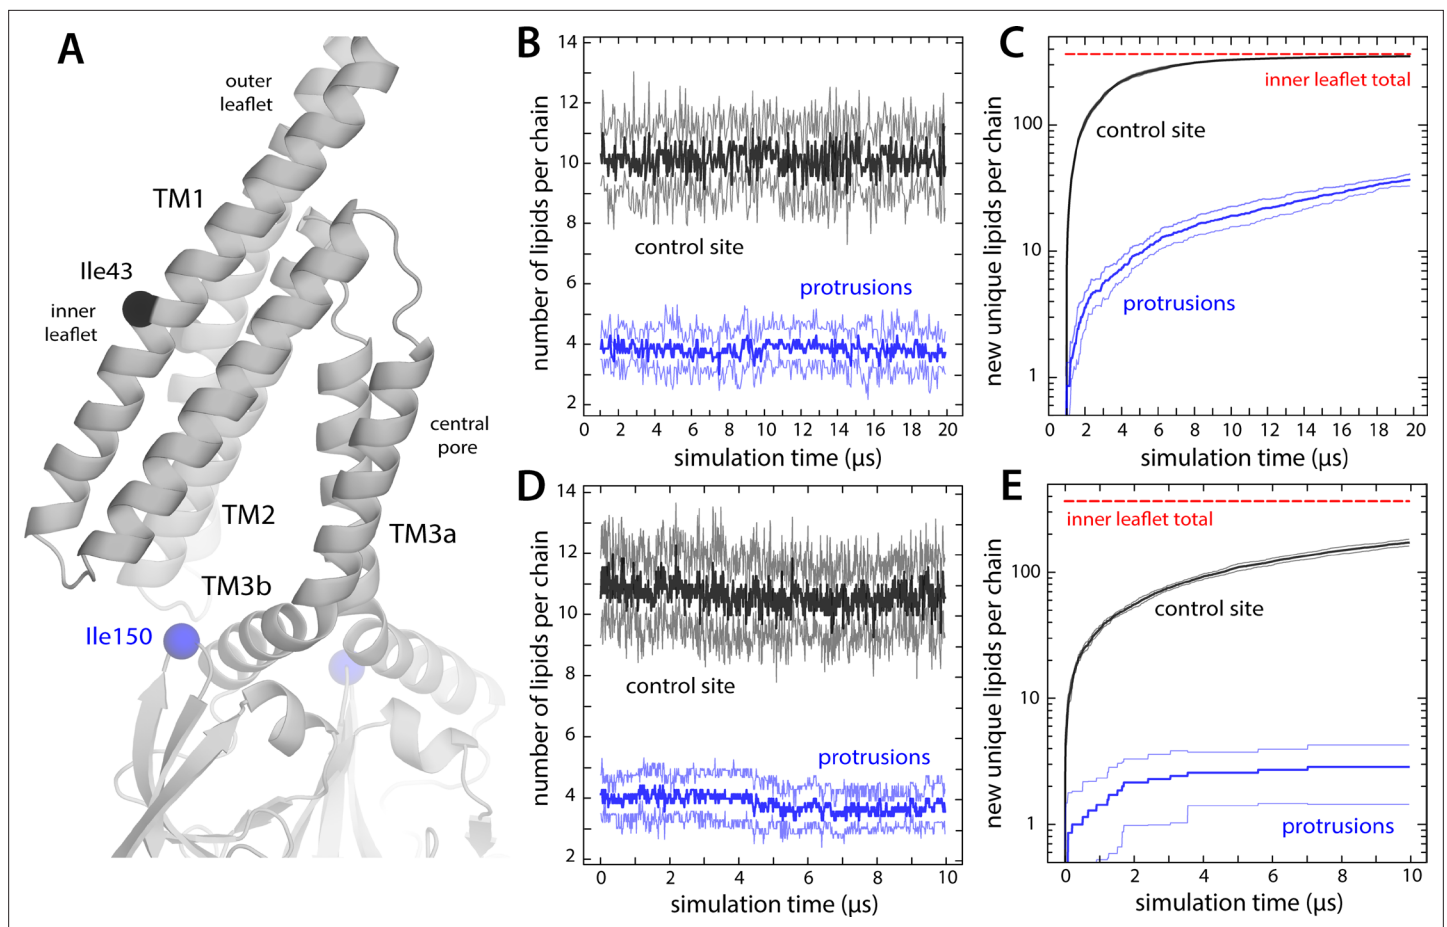 A
outer
leaflet
TM1
Ile43
inner
leaflet
central
pore
TM2
TM3a
TM3b
Ile150
B
number of lipids per chain
14
12
10
8
6
4
2
control site
protrusions
0 2 4 6 8 10 12 14 16 18 20
simulation time (μs)
C
new unique lipids per chain
100
10
1
inner leaflet total
control site
protrusions
0 2 4 6 8 10 12 14 16 18 20
simulation time (μs)
D
number of lipids per chain
14
12
10
8
6
4
2
control site
protrusions
0 2 4 6 8 10
simulation time (μs)
E
new unique lipids per chain
100
10
1
inner leaflet total
control site
protrusions
0 2 4 6 8 10
simulation time (μs)